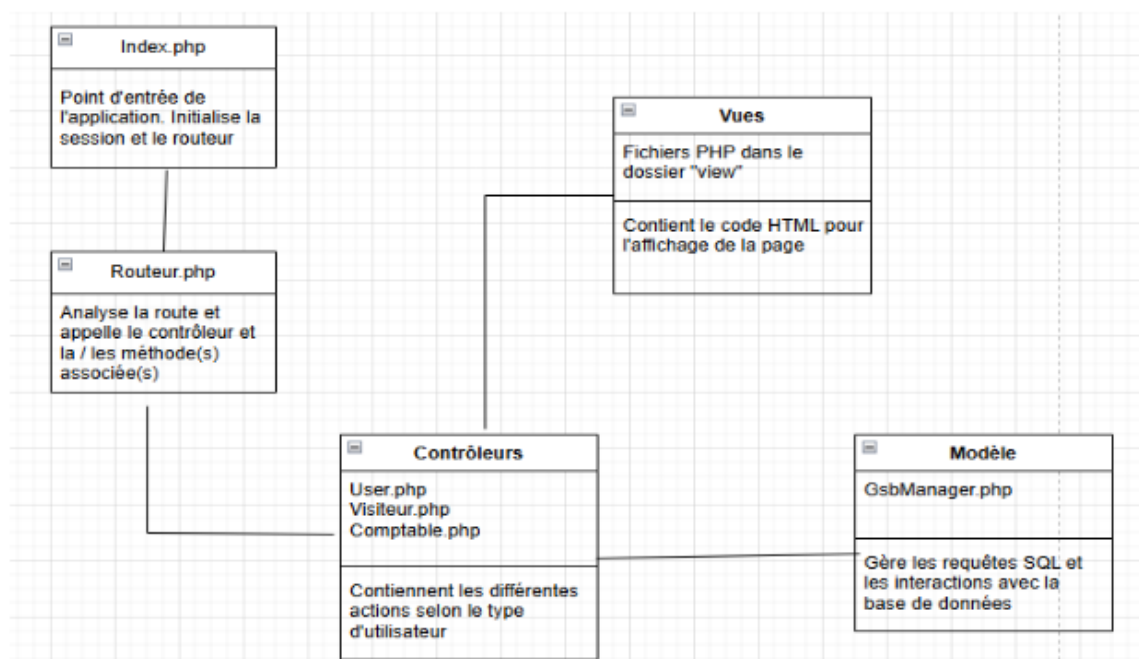 Index.php
Point d'entrée de
l'application. Initialise la
session et le routeur
Vues
Fichiers PHP dans le
dossier "view"
Contient le code HTML pour
l'affichage de la page
Routeur.php
Analyse la route et
appelle le contrôleur et
la / les méthode(s)
associée(s)
Contrôleurs
User.php
Visiteur.php
Comptable.php
Contiennent les différentes
actions selon le type
d'utilisateur
Modèle
GsbManager.php
Gère les requêtes SQL et
les interactions avec la
base de données